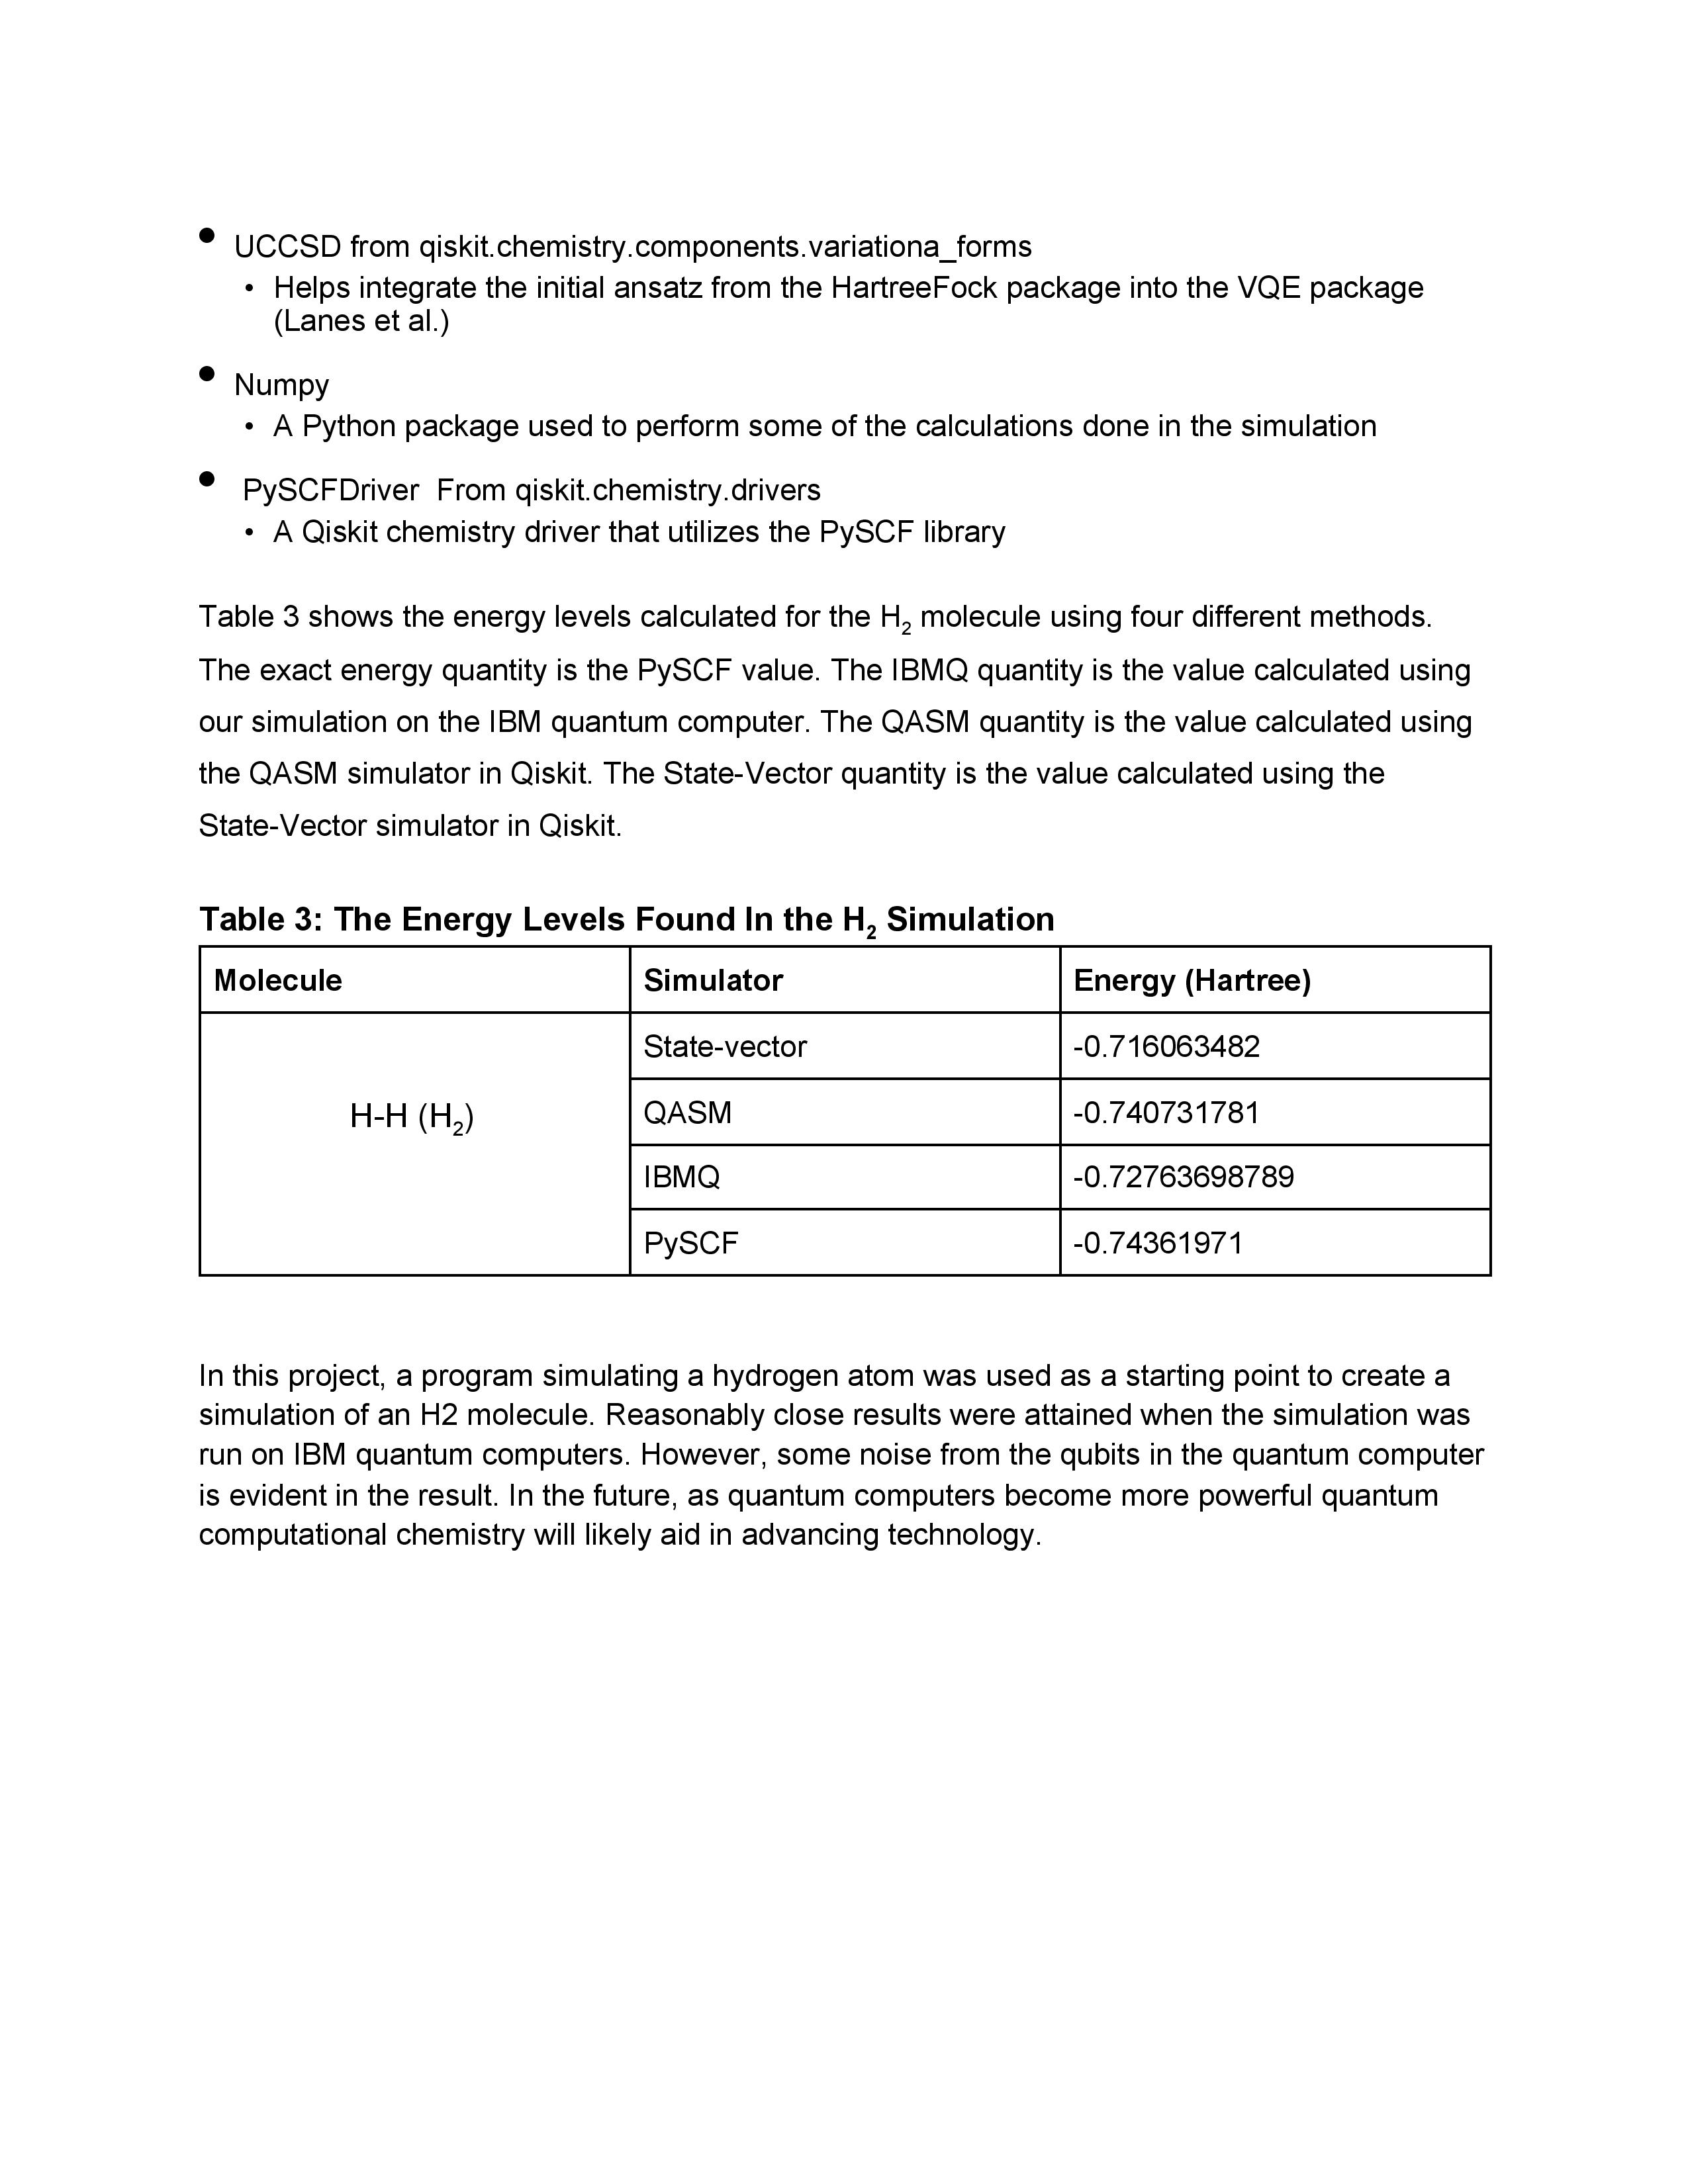 • UCCSD from qiskit.chemistry.components.variationa_forms
• Helps integrate the initial ansatz from the HartreeFock package into the VQE package
(Lanes et al.)
• Numpy
• A Python package used to perform some of the calculations done in the simulation
• PySCFDriver  From qiskit.chemistry.drivers
• A Qiskit chemistry driver that utilizes the PySCF library
Table 3 shows the energy levels calculated for the H₂ molecule using four different methods.
The exact energy quantity is the PySCF value. The IBMQ quantity is the value calculated using
our simulation on the IBM quantum computer. The QASM quantity is the value calculated using
the QASM simulator in Qiskit. The State-Vector quantity is the value calculated using the
State-Vector simulator in Qiskit.
Table 3: The Energy Levels Found In the H₂ Simulation
Molecule Simulator Energy (Hartree)
State-vector -0.716063482
H-H (H₂)
QASM -0.740731781
IBMQ -0.72763698789
PySCF -0.74361971
In this project, a program simulating a hydrogen atom was used as a starting point to create a
simulation of an H2 molecule. Reasonably close results were attained when the simulation was
run on IBM quantum computers. However, some noise from the qubits in the quantum computer
is evident in the result. In the future, as quantum computers become more powerful quantum
computational chemistry will likely aid in advancing technology.